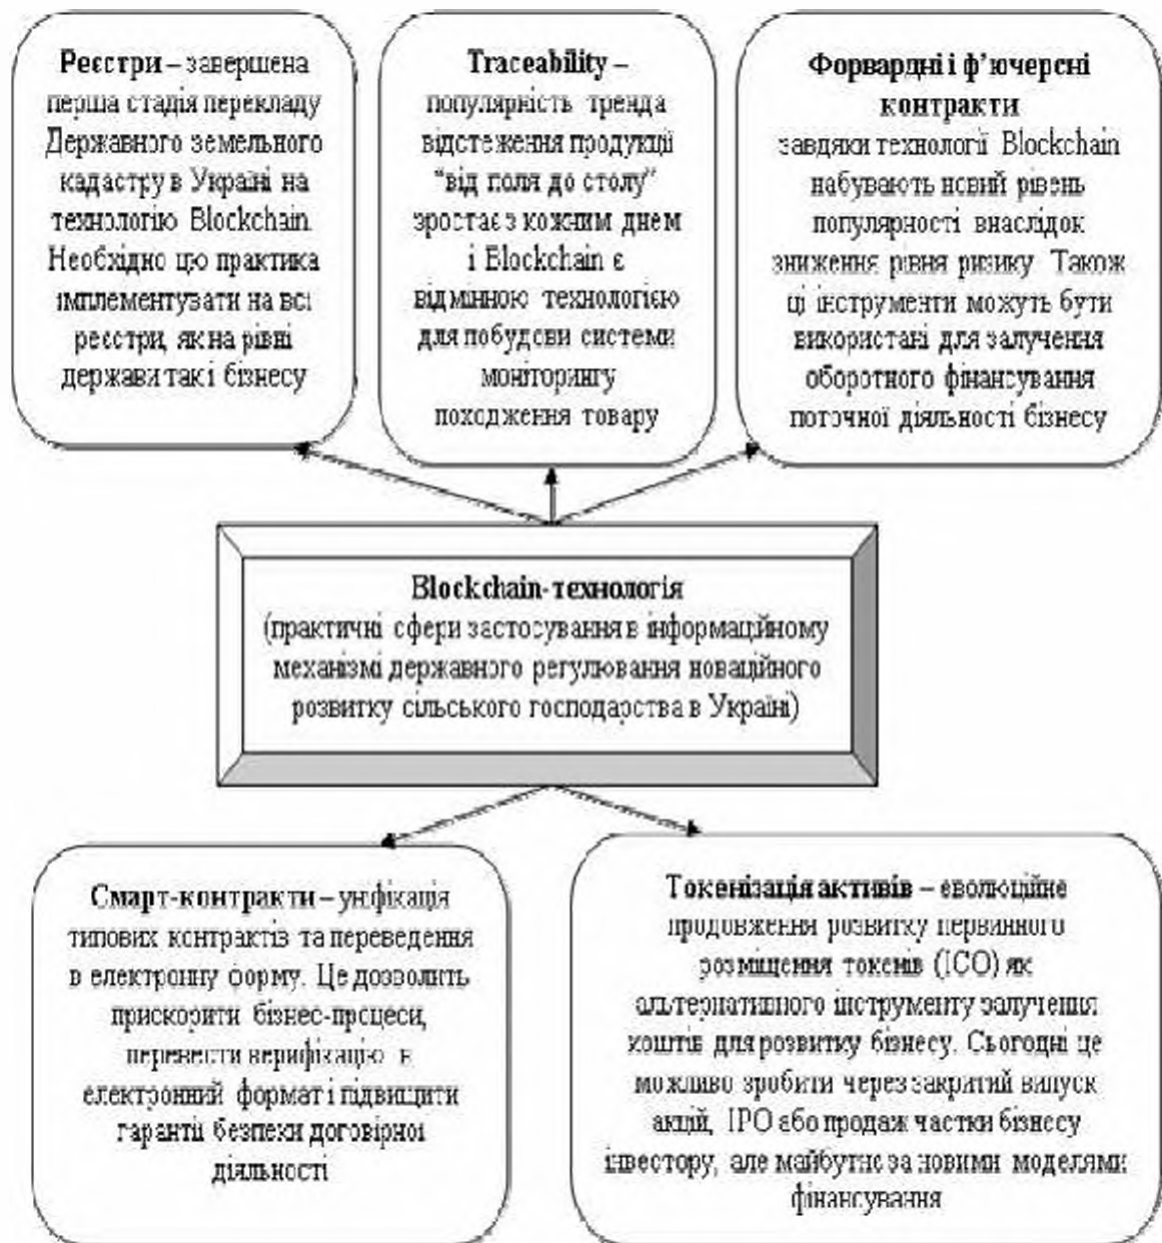 Реєстри – завершена
перша стадія перекладу
Державного земельного
кадастру в Україні на
технологію Blockchain.
Необхідно цю практика
імплементувати на всі
реєстри, як на рівні
держави так і бізнесу
Traceability –
популярність тренда
відстеження продукції
“від поля до столу”
зростає з кожним днем
і Blockchain є
відмінною технологією
для побудови системи
моніторингу
походження товару
Форвардні і ф’ючерсні
контракти
завдяки технології Blockchain
набувають новий рівень
популярності внаслідок
зниження рівня ризику. Також
ці інструменти можуть бути
використані для залучення
оборотного фінансування
поточної діяльності бізнесу
Blockchain-технологія
(практичні сфери застосування в інформаційному
механізмі державного регулювання новаційного
розвитку сільського господарства в Україні)
Смарт-контракти – уніфікація
типових контрактів та переведення
в електронну форму. Це дозволить
прискорити бізнес-процеси,
перевести верифікацію в
електронний формат і підвищити
гарантії безпеки договірної
діяльності
Токенізація активів – еволюційне
продовження розвитку первинного
розміщення токенів (ICO) як
альтернативного інструменту залучення
коштів для розвитку бізнесу. Сьогодні це
можливо зробити через закритий випуск
акцій, IPO або продаж частки бізнесу
інвестору, але майбутнє за новими моделями
фінансування